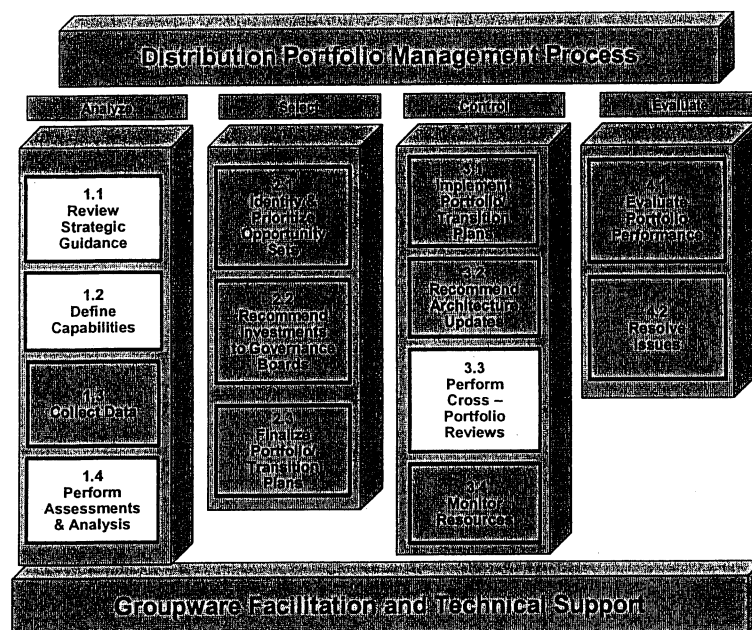 Distribution Portfolio Management Process
Analyze
Select
Control
Evaluate
1.1
Review
Strategic
Guidance
1.2
Define
Capabilities
1.3
Collect Data
1.4
Perform
Assessments
& Analysis
2.1
Identify &
Prioritize
Opportunity
Sets
2.2
Recommend
Investments
to Governance
Boards
2.3
Finalize
Portfolio/
Transition
Plans
3.1
Implement
Portfolio/
Transition
Plans
3.2
Recommend
Architecture
Updates
3.3
Perform
Cross –
Portfolio
Reviews
3.4
Monitor
Resources
4.1
Evaluate
Portfolio
Performance
4.2
Resolve
Issues
Groupware Facilitation and Technical Support